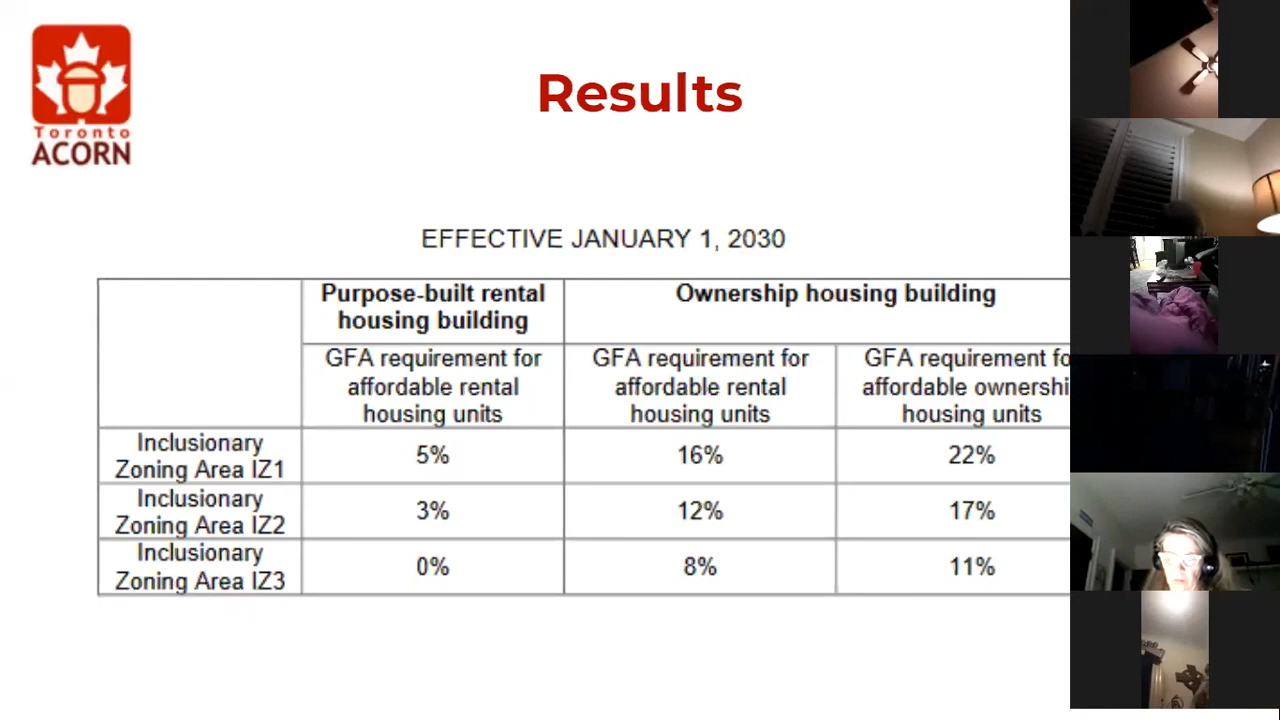 Toronto
ACORN
Results
EFFECTIVE JANUARY 1, 2030
Purpose-built rental
housing building
Ownership housing building
GFA requirement for
affordable rental
housing units
GFA requirement for
affordable rental
housing units
GFA requirement fo
affordable ownershi
housing units
Inclusionary
Zoning Area IZ1
5%
16%
22%
Inclusionary
Zoning Area IZ2
3%
12%
17%
Inclusionary
Zoning Area IZ3
0%
8%
11%